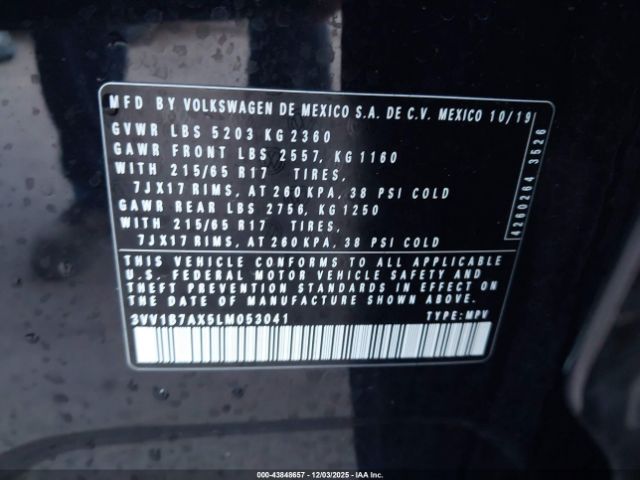 MFD BY VOLKSWAGEN DE MEXICO S.A. DE C.V. MEXICO 10/19
GVWR LBS 5203 KG 2360
GAWR FRONT LBS 2557, KG 1160
WITH 215/65 R17 TIRES,
7JX17 RIMS, AT 260 KPA, 38 PSI COLD
GAWR REAR LBS 2756, KG 1250
WITH 215/65 R17 TIRES,
7JX17 RIMS, AT 260 KPA, 38 PSI COLD
THIS VEHICLE CONFORMS TO ALL APPLICABLE
U.S. FEDERAL MOTOR VEHICLE SAFETY AND
THEFT PREVENTION STANDARDS IN EFFECT ON
THE DATE OF MANUFACTURE SHOWN ABOVE
3VV1B7AX5LM053041 TYPE: MPV
4260264 3526
000-43848657 - 12/03/2025 - IAA Inc.